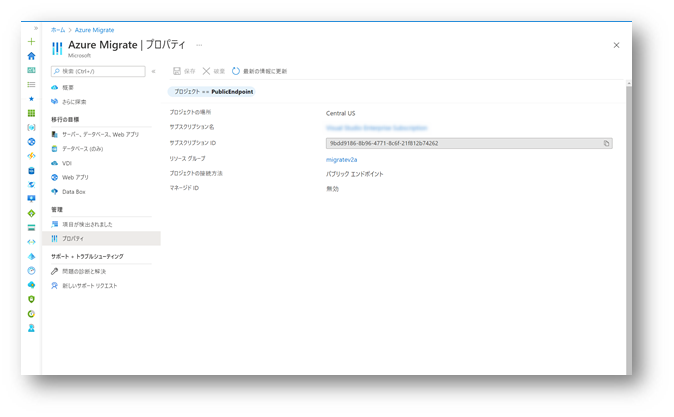 ホーム > Azure Migrate
Azure Migrate | プロパティ ...
Microsoft
検索 (Ctrl+/)
保存
破棄
最新の情報に更新
概要
さらに探索
移行の目標
サーバー、データベース、Web アプリ
データベース (のみ)
VDI
Web アプリ
Data Box
管理
項目が検出されました
プロパティ
サポート + トラブルシューティング
問題の診断と解決
新しいサポート リクエスト
プロジェクト == PublicEndpoint
プロジェクトの場所 Central US
サブスクリプション名
サブスクリプション ID 9bdd9186-8b96-4771-8c6f-21f812b74262
リソース グループ migratev2a
プロジェクトの接続方法 パブリック エンドポイント
マネージド ID 無効